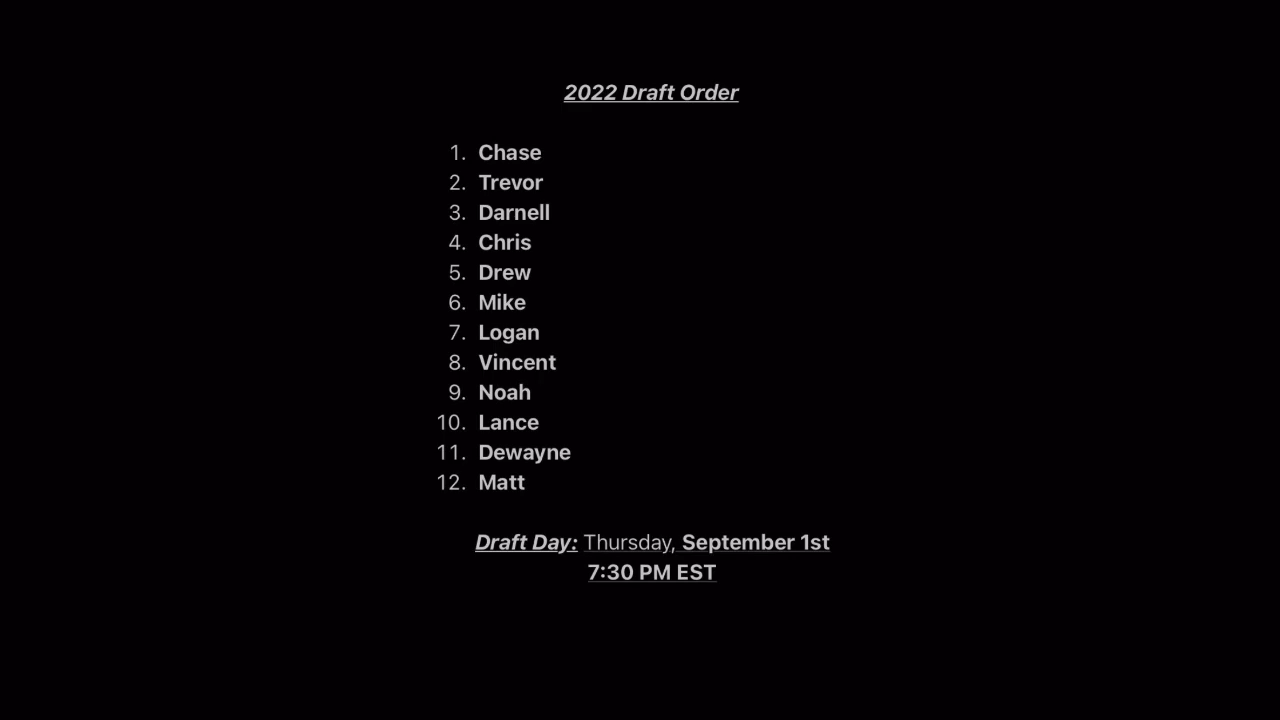 2022 Draft Order
1. Chase
2. Trevor
3. Darnell
4. Chris
5. Drew
6. Mike
7. Logan
8. Vincent
9. Noah
10. Lance
11. Dewayne
12. Matt
Draft Day: Thursday, September 1st
7:30 PM EST